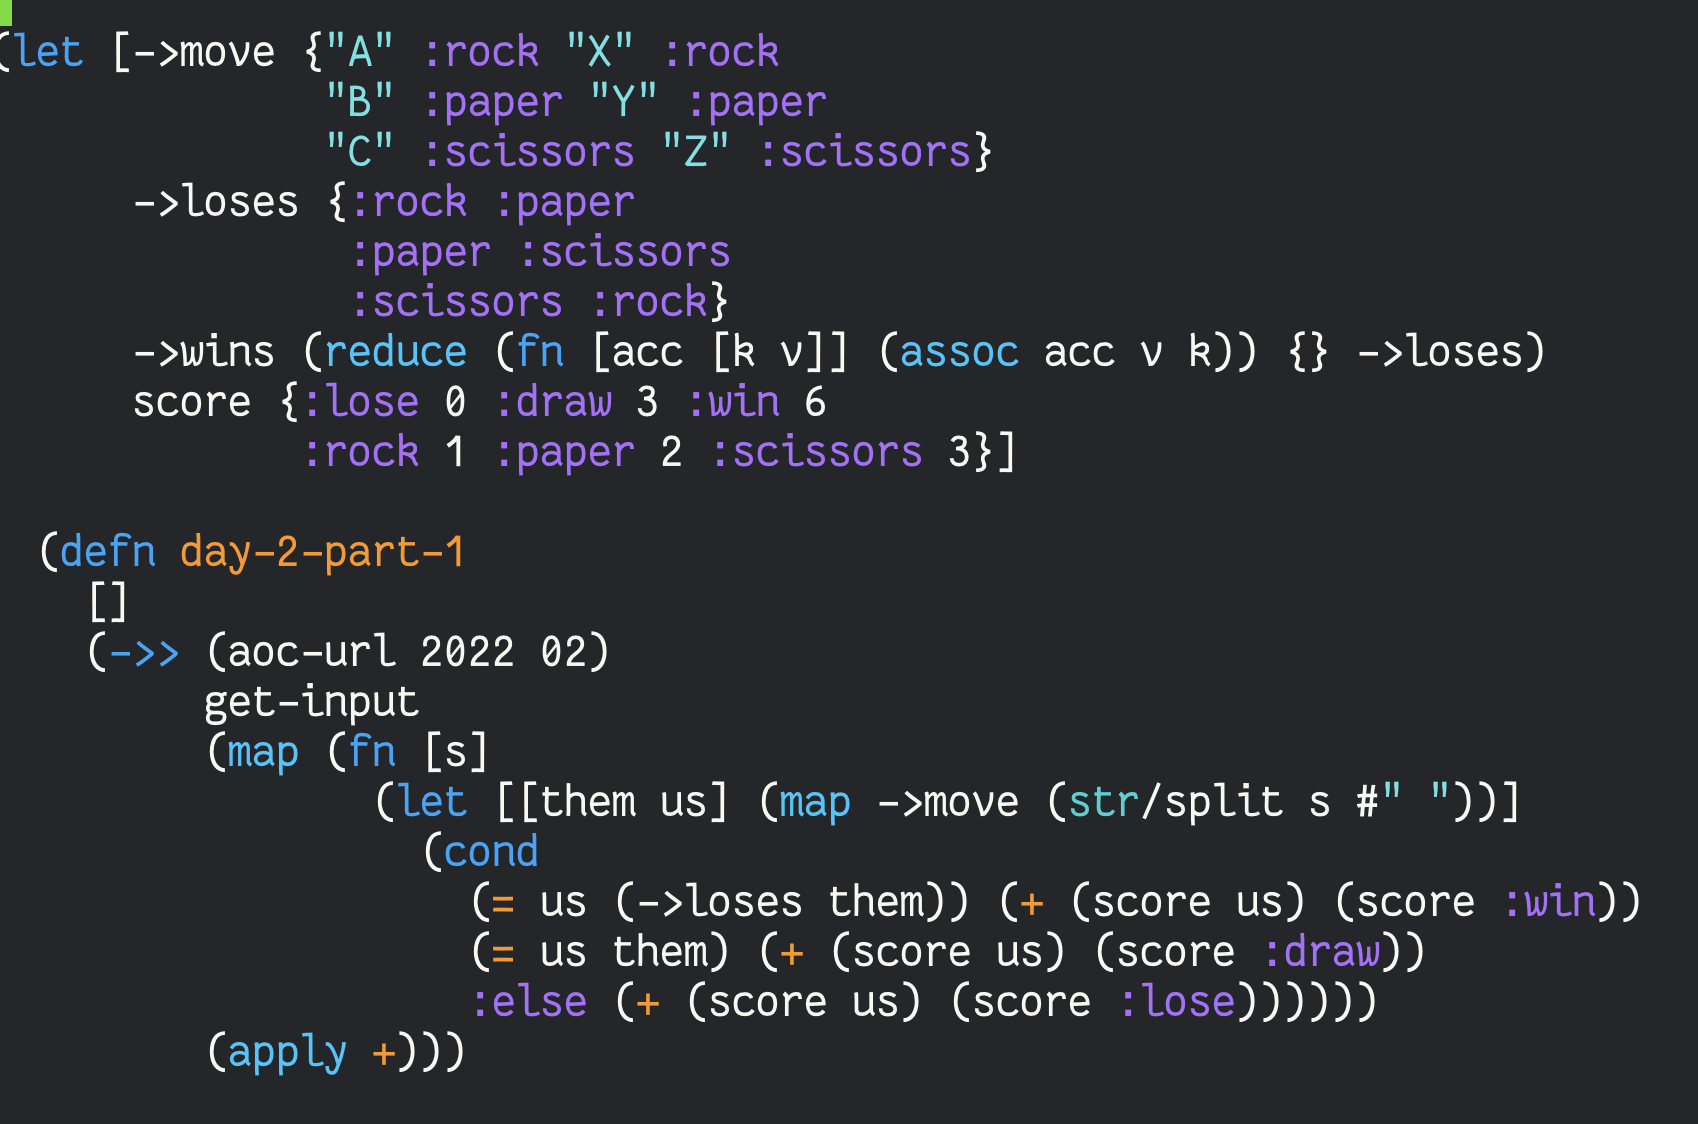 (let [->move {"A" :rock "X" :rock
              "B" :paper "Y" :paper
              "C" :scissors "Z" :scissors}
      ->loses {:rock :paper
               :paper :scissors
               :scissors :rock}
      ->wins (reduce (fn [acc [k v]] (assoc acc v k)) {} ->loses)
      score {:lose 0 :draw 3 :win 6
             :rock 1 :paper 2 :scissors 3}]

  (defn day-2-part-1
    []
    (->> (aoc-url 2022 02)
         get-input
         (map (fn [s]
                (let [[them us] (map ->move (str/split s #" "))]
                  (cond
                    (= us (->loses them)) (+ (score us) (score :win))
                    (= us them) (+ (score us) (score :draw))
                    :else (+ (score us) (score :lose))))))
         (apply +)))